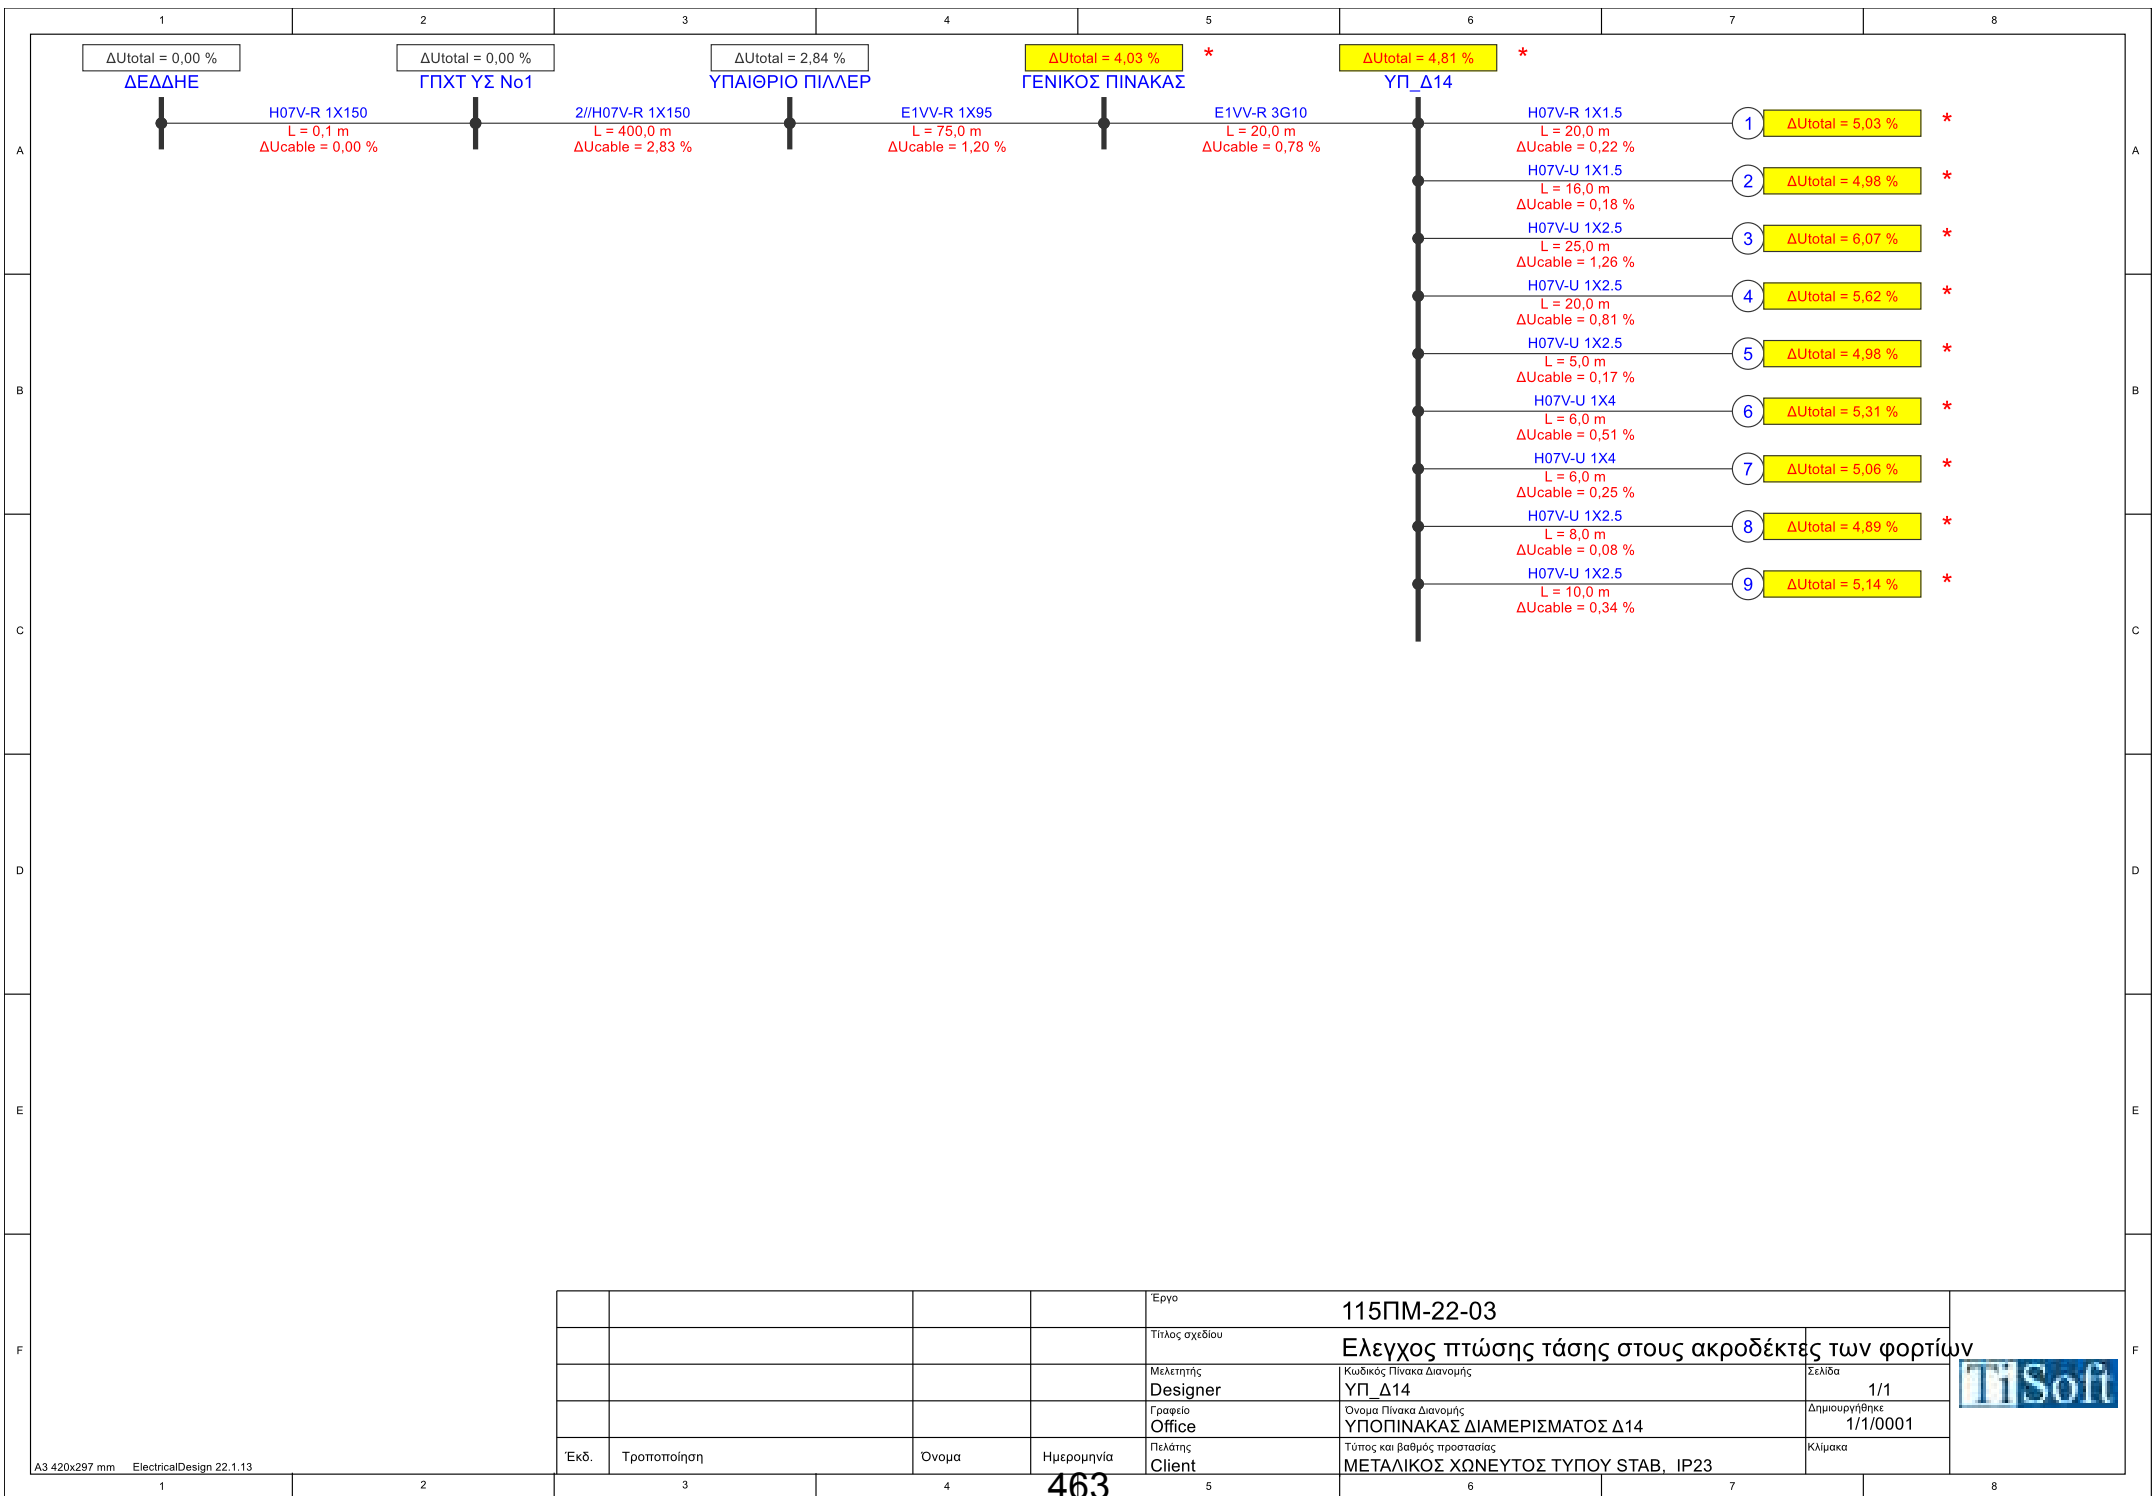 1 2 3 4 5 6 7 8
ΔUtotal = 0,00 % ΔUtotal = 0,00 % ΔUtotal = 2,84 % ΔUtotal = 4,03 % * ΔUtotal = 4,81 % *
ΔΕΔΔΗΕ ΓΠΧΤ ΥΣ Νο1 ΥΠΑΙΘΡΙΟ ΠΙΛΛΕΡ ΓΕΝΙΚΟΣ ΠΙΝΑΚΑΣ ΥΠ_Δ14
H07V-R 1X150 2//H07V-R 1X150 E1VV-R 1X95 E1VV-R 3G10 H07V-R 1X1.5
1 ΔUtotal = 5,03 % *
L = 0,1 m L = 400,0 m L = 75,0 m L = 20,0 m L = 20,0 m
ΔUcable = 0,00 % ΔUcable = 2,83 % ΔUcable = 1,20 % ΔUcable = 0,78 % ΔUcable = 0,22 %
A A
H07V-U 1X1.5
2 ΔUtotal = 4,98 % *
L = 16,0 m
ΔUcable = 0,18 %
H07V-U 1X2.5
3 ΔUtotal = 6,07 % *
L = 25,0 m
ΔUcable = 1,26 %
H07V-U 1X2.5
4 ΔUtotal = 5,62 % *
L = 20,0 m
ΔUcable = 0,81 %
H07V-U 1X2.5
5 ΔUtotal = 4,98 % *
L = 5,0 m
ΔUcable = 0,17 %
B B
H07V-U 1X4
6 ΔUtotal = 5,31 % *
L = 6,0 m
ΔUcable = 0,51 %
H07V-U 1X4
7 ΔUtotal = 5,06 % *
L = 6,0 m
ΔUcable = 0,25 %
H07V-U 1X2.5
8 ΔUtotal = 4,89 % *
L = 8,0 m
ΔUcable = 0,08 %
H07V-U 1X2.5
9 ΔUtotal = 5,14 % *
L = 10,0 m
ΔUcable = 0,34 %
C C
D D
E E
F F
Έργο
115ΠΜ-22-03
Τίτλος σχεδίου
Ελεγχος πτώσης τάσης στους ακροδέκτες των φορτίων
Μελετητής Κωδικός Πίνακα Διανομής Σελίδα
Designer ΥΠ_Δ14 1/1
TiSoft
Γραφείο Όνομα Πίνακα Διανομής Δημιουργήθηκε
Office ΥΠΟΠΙΝΑΚΑΣ ΔΙΑΜΕΡΙΣΜΑΤΟΣ Δ14 1/1/0001
Πελάτης Τύπος και βαθμός προστασίας Κλίμακα
Έκδ. Τροποποίηση Όνομα Ημερομηνία
Client ΜΕΤΑΛΙΚΟΣ ΧΩΝΕΥΤΟΣ ΤΥΠΟΥ STAB, IP23
A3 420x297 mm ElectricalDesign 22.1.13
1 2 3 4 5 6 7 8
463